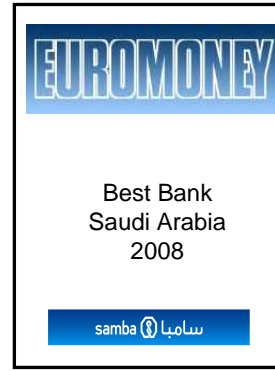 EUROMONEY
Best Bank
Saudi Arabia
2008
samba سامبا